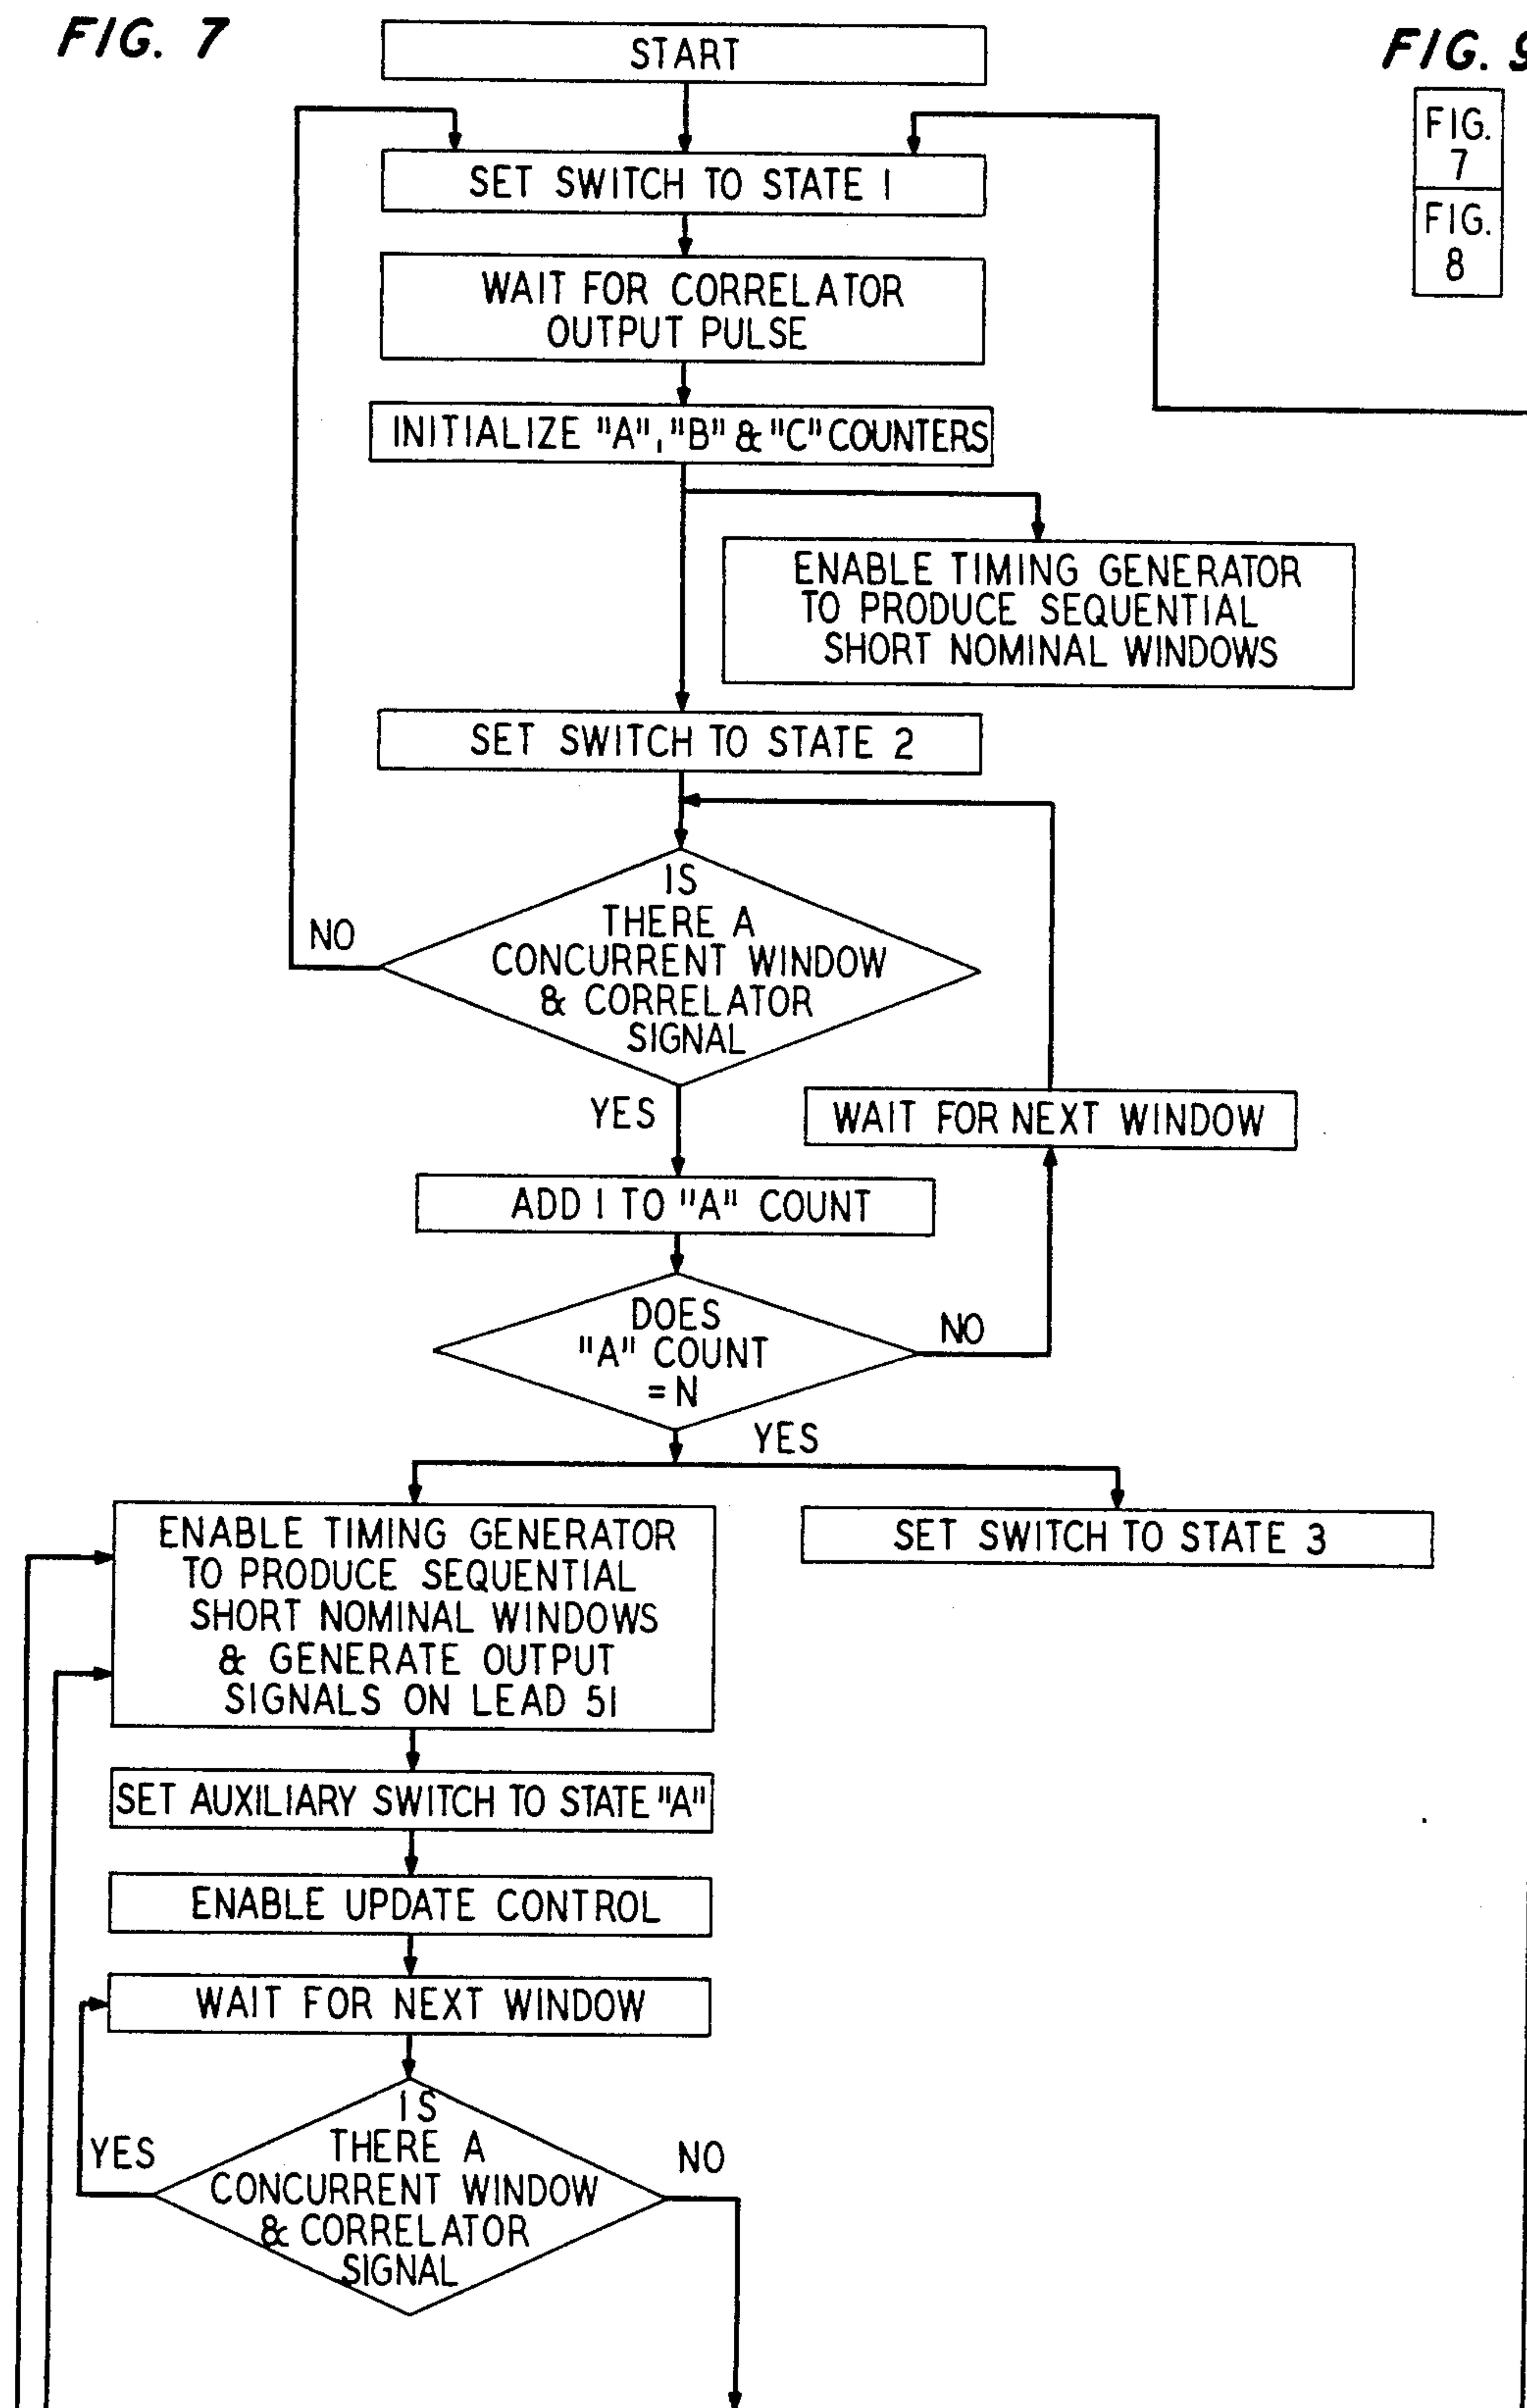 FIG. 7
START
SET SWITCH TO STATE 1
WAIT FOR CORRELATOR
OUTPUT PULSE
INITIALIZE "A", "B" & "C" COUNTERS
ENABLE TIMING GENERATOR
TO PRODUCE SEQUENTIAL
SHORT NOMINAL WINDOWS
SET SWITCH TO STATE 2
IS
THERE A
CONCURRENT WINDOW
& CORRELATOR
SIGNAL
NO
YES
WAIT FOR NEXT WINDOW
ADD 1 TO "A" COUNT
DOES
"A" COUNT
= N
NO
YES
ENABLE TIMING GENERATOR
TO PRODUCE SEQUENTIAL
SHORT NOMINAL WINDOWS
& GENERATE OUTPUT
SIGNALS ON LEAD 51
SET SWITCH TO STATE 3
SET AUXILIARY SWITCH TO STATE "A"
ENABLE UPDATE CONTROL
WAIT FOR NEXT WINDOW
IS
THERE A
CONCURRENT WINDOW
& CORRELATOR
SIGNAL
YES
NO
FIG. 9
FIG.
7
FIG.
8